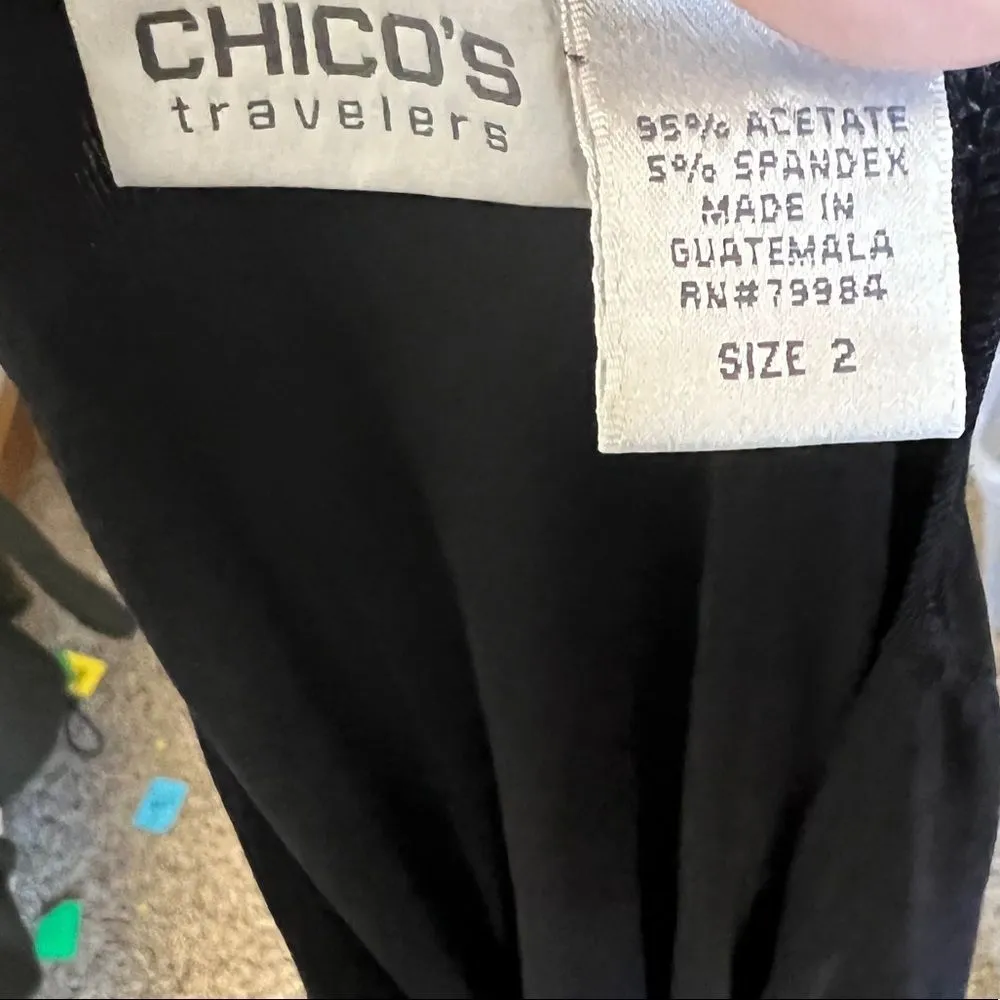 CHICO'S
travelers
95% ACETATE
5% SPANDEX
MADE IN
GUATEMALA
RN#79984
SIZE 2